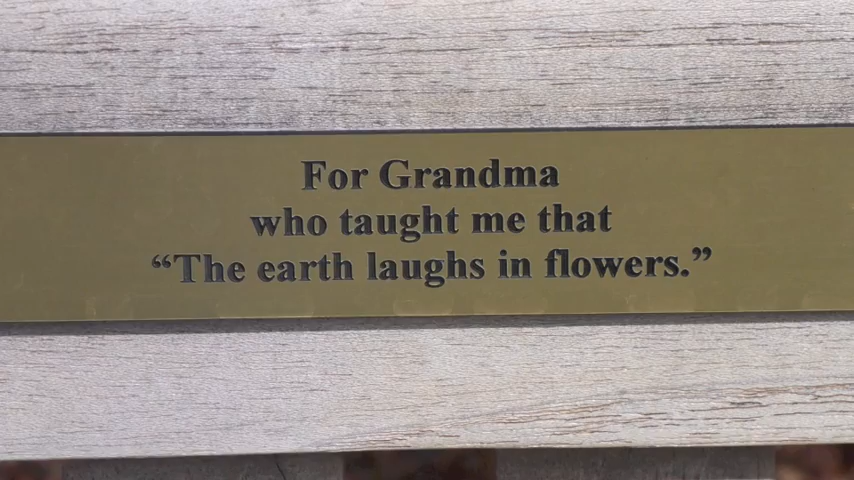 For Grandma
who taught me that
“The earth laughs in flowers.”